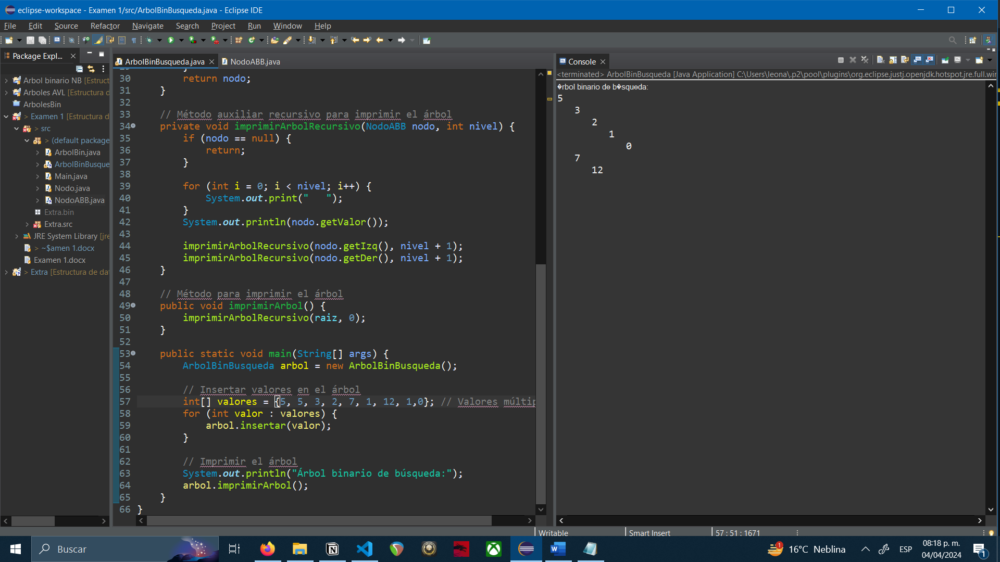 eclipse-workspace - Examen 1/src/ArbolBinBusqueda.java - Eclipse IDE
File Edit Source Refactor Navigate Search Project Run Window Help
Package Expl...
Arbol binario NB [Estruct
Arboles AVL [Estructura d
ArbolesBin
> Examen 1 [Estructura d
> src
> (default package
ArbolBin.java
ArbolBinBusque
Main.java
Nodo.java
NodoABB.java
Extra.bin
Extra.src
JRE System Library [jre
> ~$amen 1.docx
Examen 1.docx
> Extra [Estructura de dat
ArbolBinBusqueda.java NodoABB.java
30 return nodo;
31 }
32
33 // Método auxiliar recursivo para imprimir el árbol
34 private void imprimirArbolRecursivo(NodoABB nodo, int nivel) {
35 if (nodo == null) {
36 return;
37 }
38
39 for (int i = 0; i < nivel; i++) {
40 System.out.print("   ");
41 }
42 System.out.println(nodo.getValor());
43
44 imprimirArbolRecursivo(nodo.getIzq(), nivel + 1);
45 imprimirArbolRecursivo(nodo.getDer(), nivel + 1);
46 }
47
48 // Método para imprimir el árbol
49 public void imprimirArbol() {
50 imprimirArbolRecursivo(raiz, 0);
51 }
52
53 public static void main(String[] args) {
54 ArbolBinBusqueda arbol = new ArbolBinBusqueda();
55
56 // Insertar valores en el árbol
57 int[] valores = {5, 5, 3, 2, 7, 1, 12, 1,0}; // Valores múltip
58 for (int valor : valores) {
59 arbol.insertar(valor);
60 }
61
62 // Imprimir el árbol
63 System.out.println("Árbol binario de búsqueda:");
64 arbol.imprimirArbol();
65 }
66 }
Console
<terminated> ArbolBinBusqueda [Java Application] C:\Users\leona\.p2\pool\plugins\org.eclipse.justj.openjdk.hotspot.jre.full.wir
�rbol binario de b�squeda:
5
3
2
1
0
7
12
Writable Smart Insert 57 : 51 : 1671
Buscar
1
16°C Neblina
ESP
08:18 p. m.
04/04/2024
1